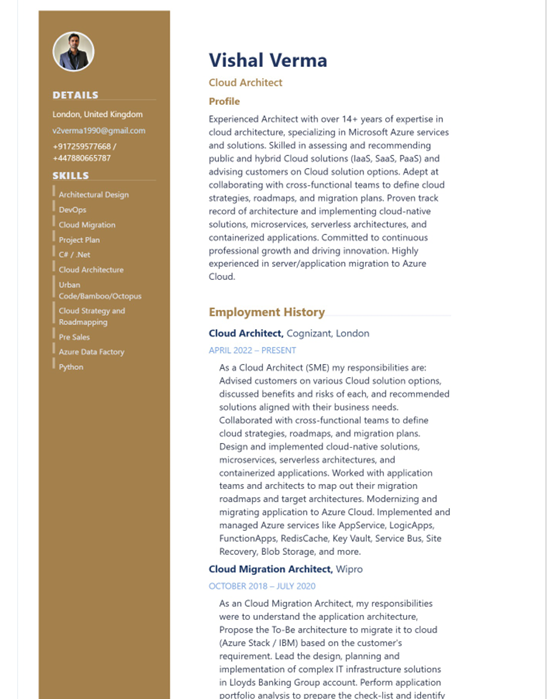 DETAILS
London, United Kingdom
v2verma1990@gmail.com
+917259577668 /
+447880665787
SKILLS
Architectural Design
DevOps
Cloud Migration
Project Plan
C# / .Net
Cloud Architecture
Urban
Code/Bamboo/Octopus
Cloud Strategy and
Roadmapping
Pre Sales
Azure Data Factory
Python
Vishal Verma
Cloud Architect
Profile
Experienced Architect with over 14+ years of expertise in
cloud architecture, specializing in Microsoft Azure services
and solutions. Skilled in assessing and recommending
public and hybrid Cloud solutions (IaaS, SaaS, PaaS) and
advising customers on Cloud solution options. Adept at
collaborating with cross-functional teams to define cloud
strategies, roadmaps, and migration plans. Proven track
record of architecture and implementing cloud-native
solutions, microservices, serverless architectures, and
containerized applications. Committed to continuous
professional growth and driving innovation. Highly
experienced in server/application migration to Azure
Cloud.
Employment History
Cloud Architect, Cognizant, London
APRIL 2022 – PRESENT
As a Cloud Architect (SME) my responsibilities are:
Advised customers on various Cloud solution options,
discussed benefits and risks of each, and recommended
solutions aligned with their business needs.
Collaborated with cross-functional teams to define
cloud strategies, roadmaps, and migration plans.
Design and implemented cloud-native solutions,
microservices, serverless architectures, and
containerized applications. Worked with application
teams and architects to map out their migration
roadmaps and target architectures. Modernizing and
migrating application to Azure Cloud. Implemented and
managed Azure services like AppService, LogicApps,
FunctionApps, RedisCache, Key Vault, Service Bus, Site
Recovery, Blob Storage, and more.
Cloud Migration Architect, Wipro
OCTOBER 2018 – JULY 2020
As an Cloud Migration Architect, my responsibilities
were to understand the application architecture,
Propose the To-Be architecture to migrate it to cloud
(Azure Stack / IBM) based on the customer's
requirement. Lead the design, planning and
implementation of complex IT infrastructure solutions
in Lloyds Banking Group account. Perform application
portfolio analysis to prepare the check-list and identify